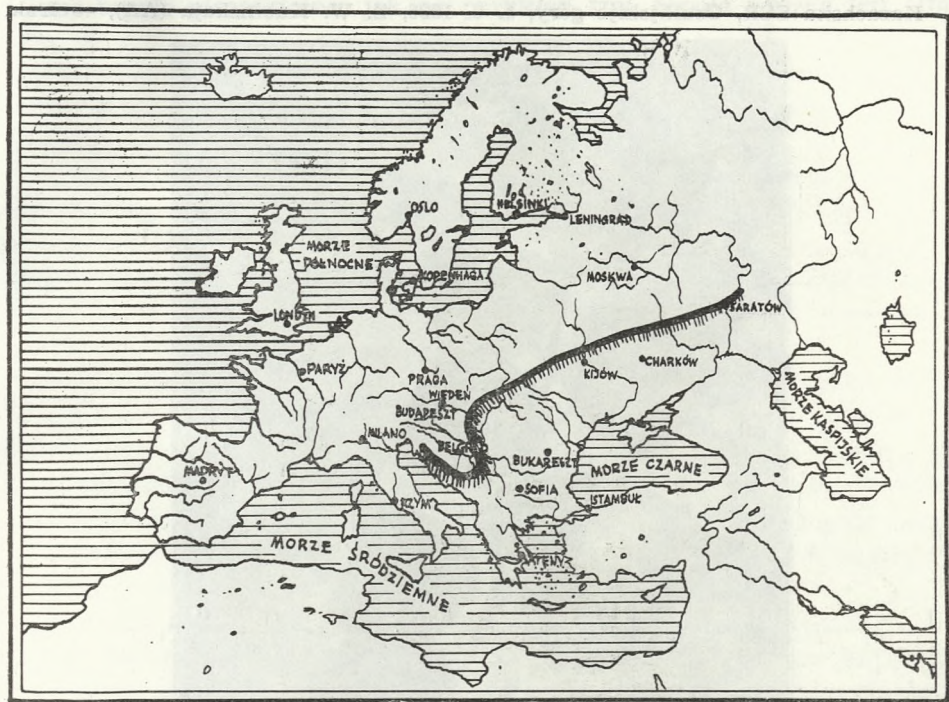 OSLO
HELSINKI
LENINGRAD
MORZE
PÓŁNOCNE
KOPENHAGA
MOSKWA
SARATÓW
LONDYN
PARYŻ
PRAGA
KIJÓW
CHARKÓW
WIEDEŃ
BUDAPESZT
MORZE KASPIJSKIE
MILANO
BUKARESZT
MORZE CZARNE
MADRYT
SOFIA
RZYM
ISTAMBUŁ
MORZE ŚRÓDZIEMNE
ATENY